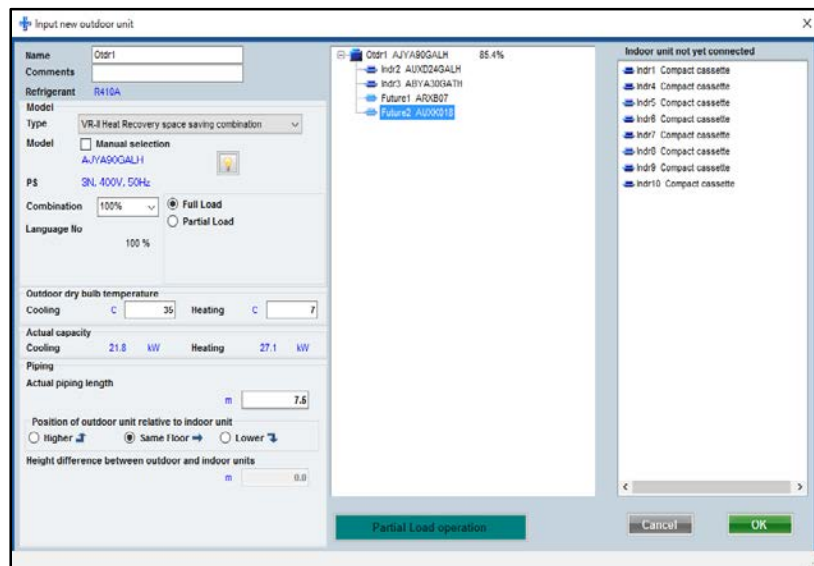 Input new outdoor unit
Name Otdr1
Comments
Refrigerant R410A
Model
Type VR-II Heat Recovery space saving combination
Model Manual selection
AJYA90GALH
PS 3N, 400V, 50Hz
Combination 100% Full Load
Partial Load
Language No
100 %
Outdoor dry bulb temperature
Cooling C 35 Heating C 7
Actual capacity
Cooling 21.8 kW Heating 27.1 kW
Piping
Actual piping length
m 7.5
Position of outdoor unit relative to indoor unit
Higher Same Floor Lower
Height difference between outdoor and indoor units
m 0.0
Otdr1 AJYA90GALH 85.4%
Indr2 AUXD24GALH
Indr3 ABYA30GATH
Future1 ARXB07
Future2 AUXK018
Partial Load operation
Indoor unit not yet connected
Indr1 Compact cassette
Indr4 Compact cassette
Indr5 Compact cassette
Indr6 Compact cassette
Indr7 Compact cassette
Indr8 Compact cassette
Indr9 Compact cassette
Indr10 Compact cassette
Cancel OK